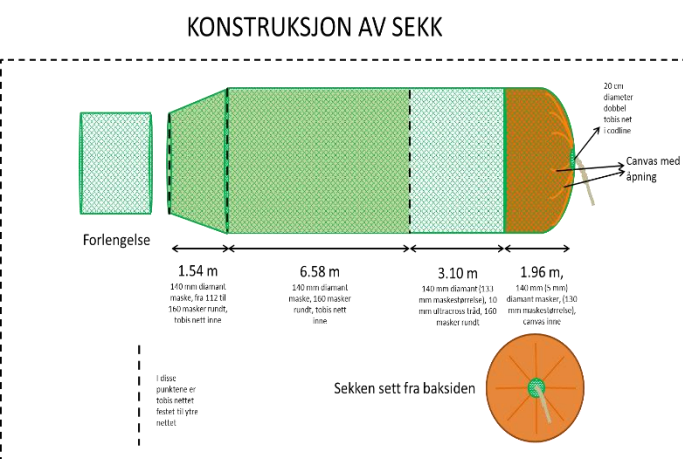 KONSTRUKSJON AV SEKK
20 cm
diameter
dobbel
tobis net
i codline
Canvas med
åpning
Forlengelse
1.54 m
140 mm diamant
maske, fra 112 til
160 masker rundt,
tobis nett inne
6.58 m
140 mm diamant
maske, 160 masker
rundt, tobis nett
inne
3.10 m
140 mm diamant (133
mm maskestørrelse), 10
mm ultracross tråd, 160
masker rundt
1.96 m,
140 mm (5 mm)
diamant masker, (130
mm maskestørrelse),
canvas inne
I disse
punktene er
tobis nettet
festet til ytre
nettet
Sekken sett fra baksiden